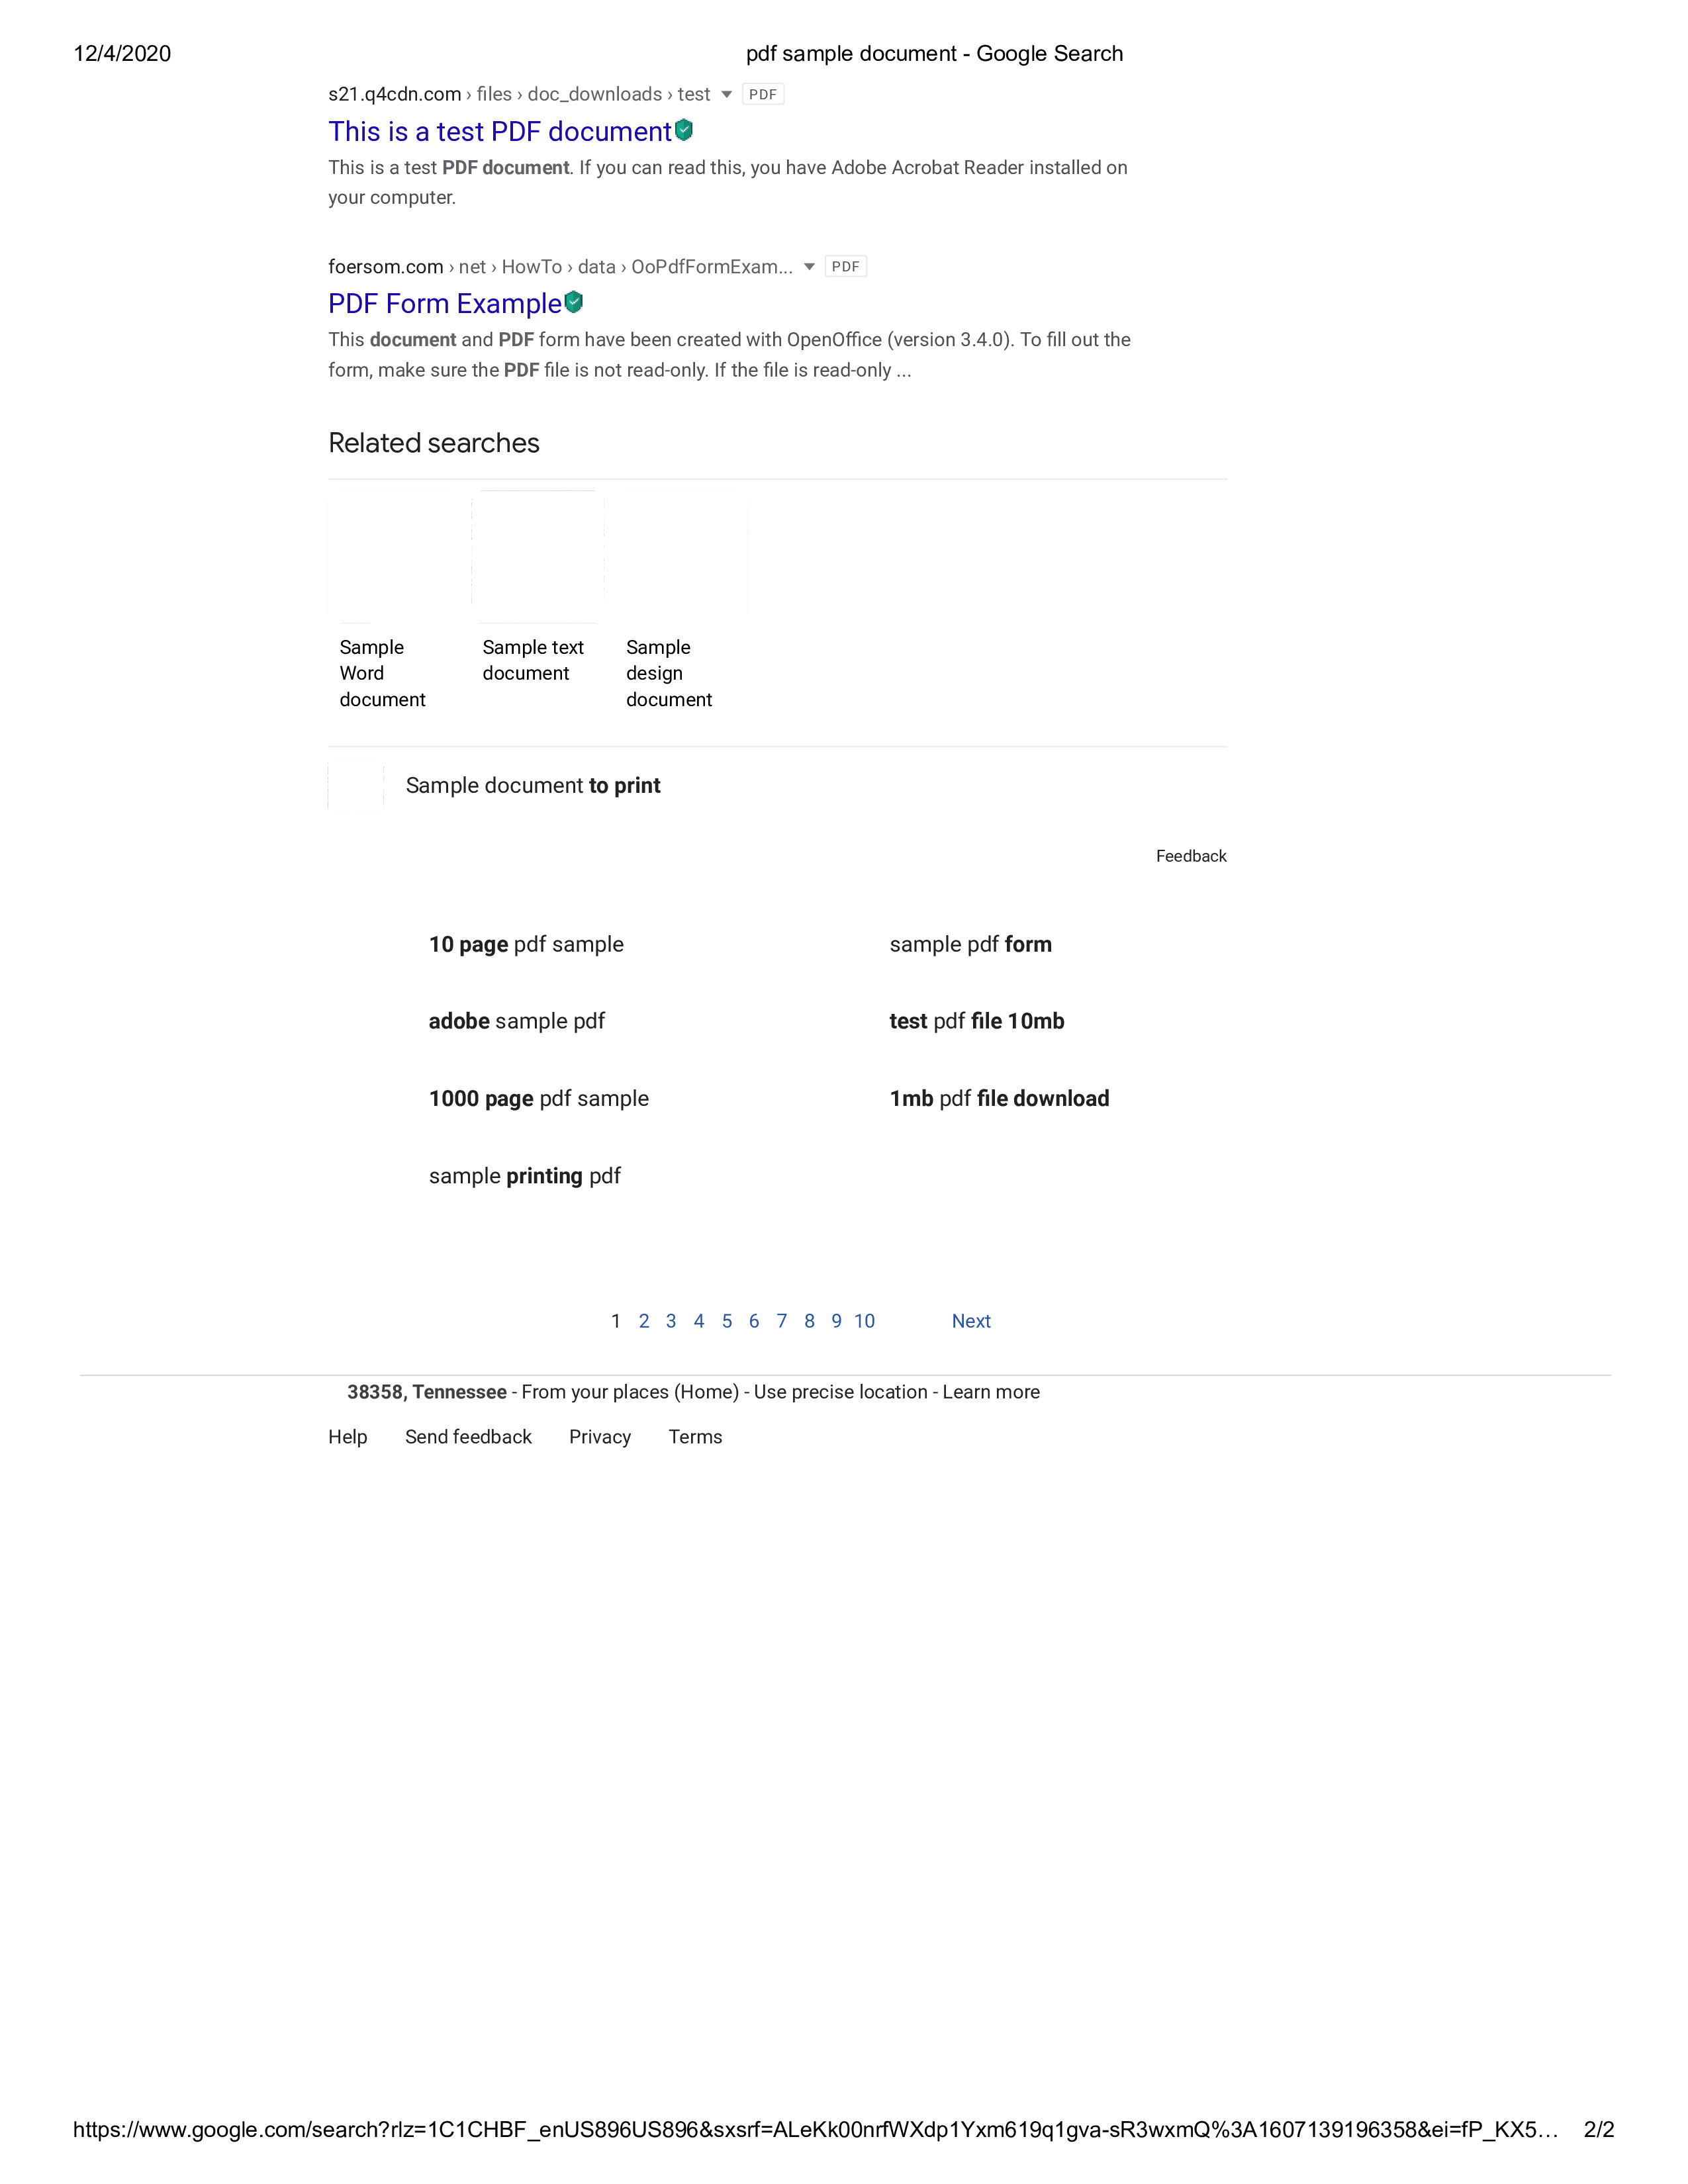 12/4/2020 pdf sample document - Google Search
s21.q4cdn.com › files › doc_downloads › test ▼ PDF
This is a test PDF document
This is a test PDF document. If you can read this, you have Adobe Acrobat Reader installed on
your computer.
foersom.com › net › HowTo › data › OoPdfFormExam... ▼ PDF
PDF Form Example
This document and PDF form have been created with OpenOffice (version 3.4.0). To fill out the
form, make sure the PDF file is not read-only. If the file is read-only ...
Related searches
Sample
Word
document
Sample text
document
Sample
design
document
Sample document to print
Feedback
10 page pdf sample
sample pdf form
adobe sample pdf
test pdf file 10mb
1000 page pdf sample
1mb pdf file download
sample printing pdf
1 2 3 4 5 6 7 8 9 10 Next
38358, Tennessee - From your places (Home) - Use precise location - Learn more
Help Send feedback Privacy Terms
https://www.google.com/search?rlz=1C1CHBF_enUS896US896&sxsrf=ALeKk00nrfWXdp1Yxm619q1gva-sR3wxmQ%3A1607139196358&ei=fP_KX5… 2/2